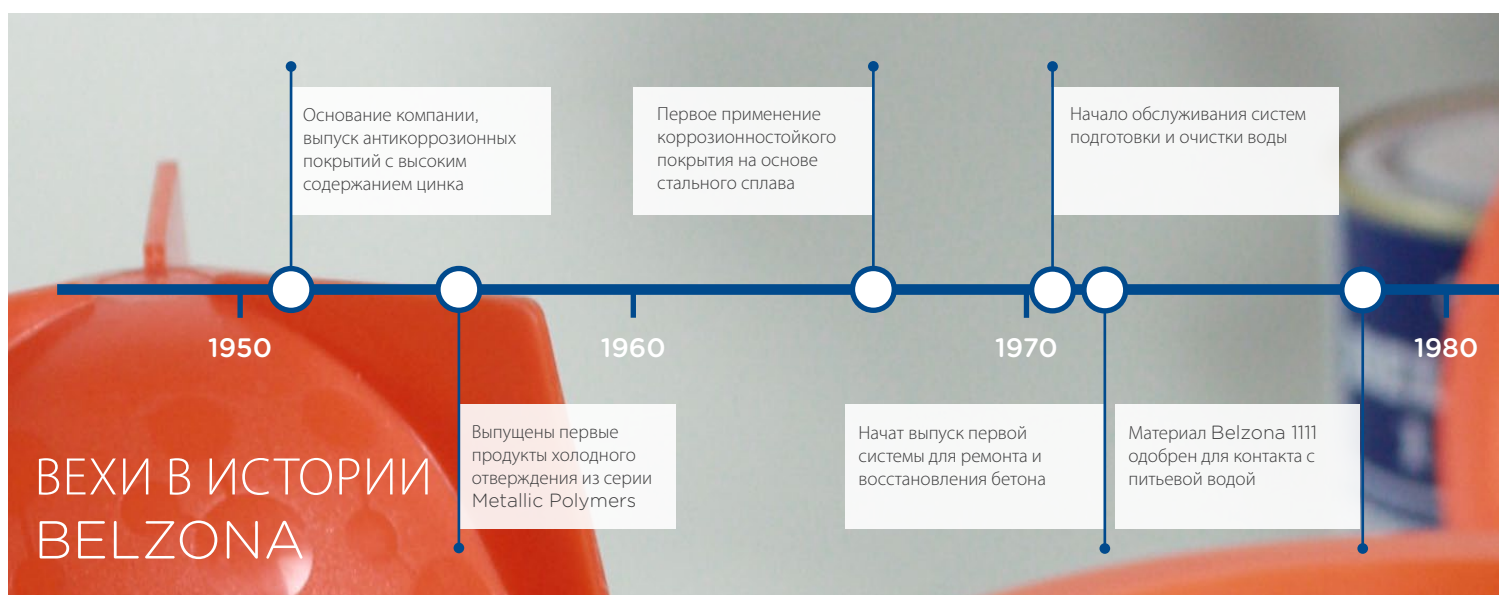 Основание компании,
выпуск антикоррозионных
покрытий с высоким
содержанием цинка
Первое применение
коррозионностойкого
покрытия на основе
стального сплава
Начало обслуживания систем
подготовки и очистки воды
1950
1960
1970
1980
Выпущены первые
продукты холодного
отверждения из серии
Metallic Polymers
Начат выпуск первой
системы для ремонта и
восстановления бетона
Материал Belzona 1111
одобрен для контакта с
питьевой водой
ВЕХИ В ИСТОРИИ
BELZONA